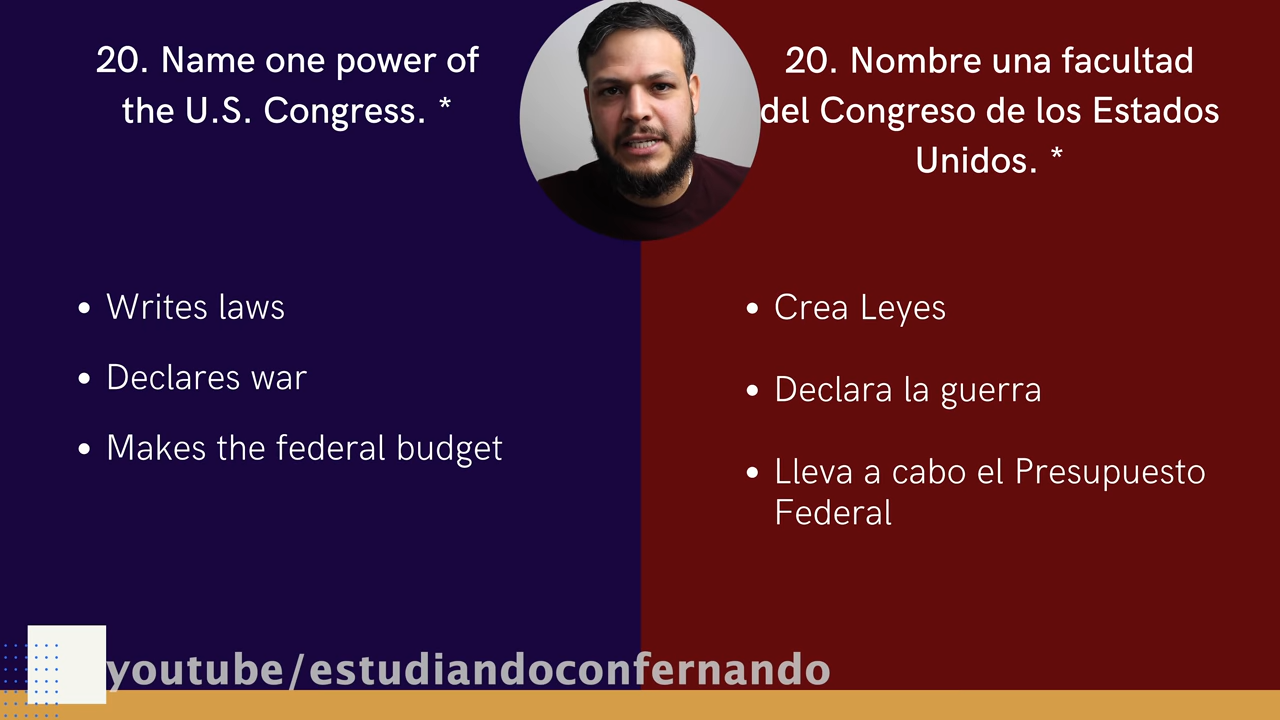 20. Name one power of
the U.S. Congress. *
• Writes laws
• Declares war
• Makes the federal budget
20. Nombre una facultad
del Congreso de los Estados
Unidos. *
• Crea Leyes
• Declara la guerra
• Lleva a cabo el Presupuesto
Federal
youtube/estudiandoconfernando